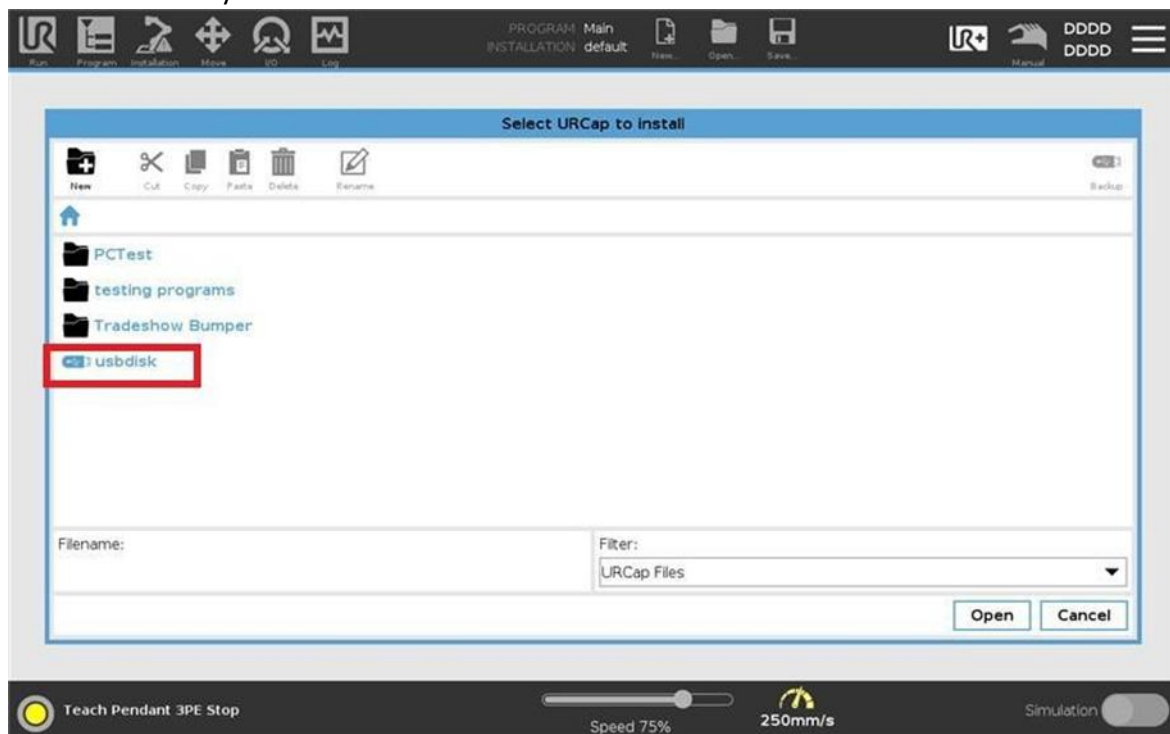 UR
Run
Program
Installation
Move
I/O
Log
PROGRAM Main
INSTALLATION default
New...
Open...
Save...
UR+
Manual
DDDD
DDDD
Select URCap to install
New
Cut
Copy
Paste
Delete
Rename
Backup
PCTest
testing programs
Tradeshow Bumper
usbdisk
Filename:
Filter:
URCap Files
Open
Cancel
Teach Pendant 3PE Stop
Speed 75%
250mm/s
Simulation